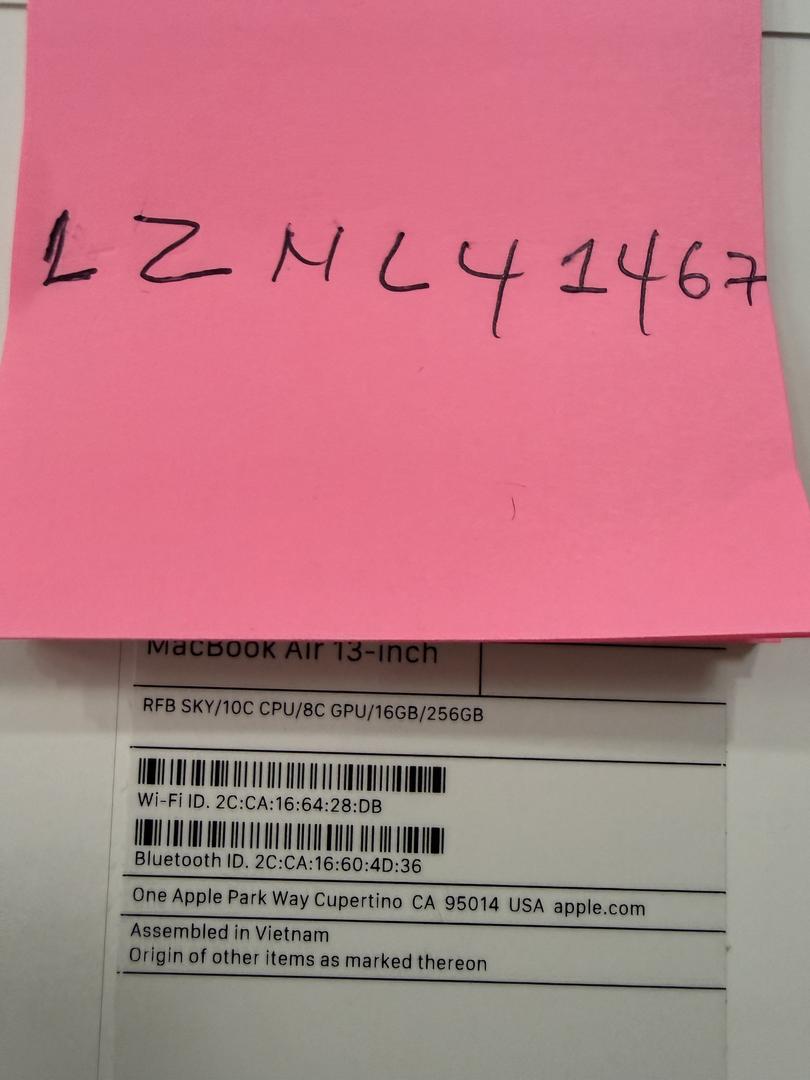 LZNL41467
MacBook Air 13-inch
RFB SKY/10C CPU/8C GPU/16GB/256GB
Wi-Fi ID. 2C:CA:16:64:28:DB
Bluetooth ID. 2C:CA:16:60:4D:36
One Apple Park Way Cupertino CA 95014 USA apple.com
Assembled in Vietnam
Origin of other items as marked thereon